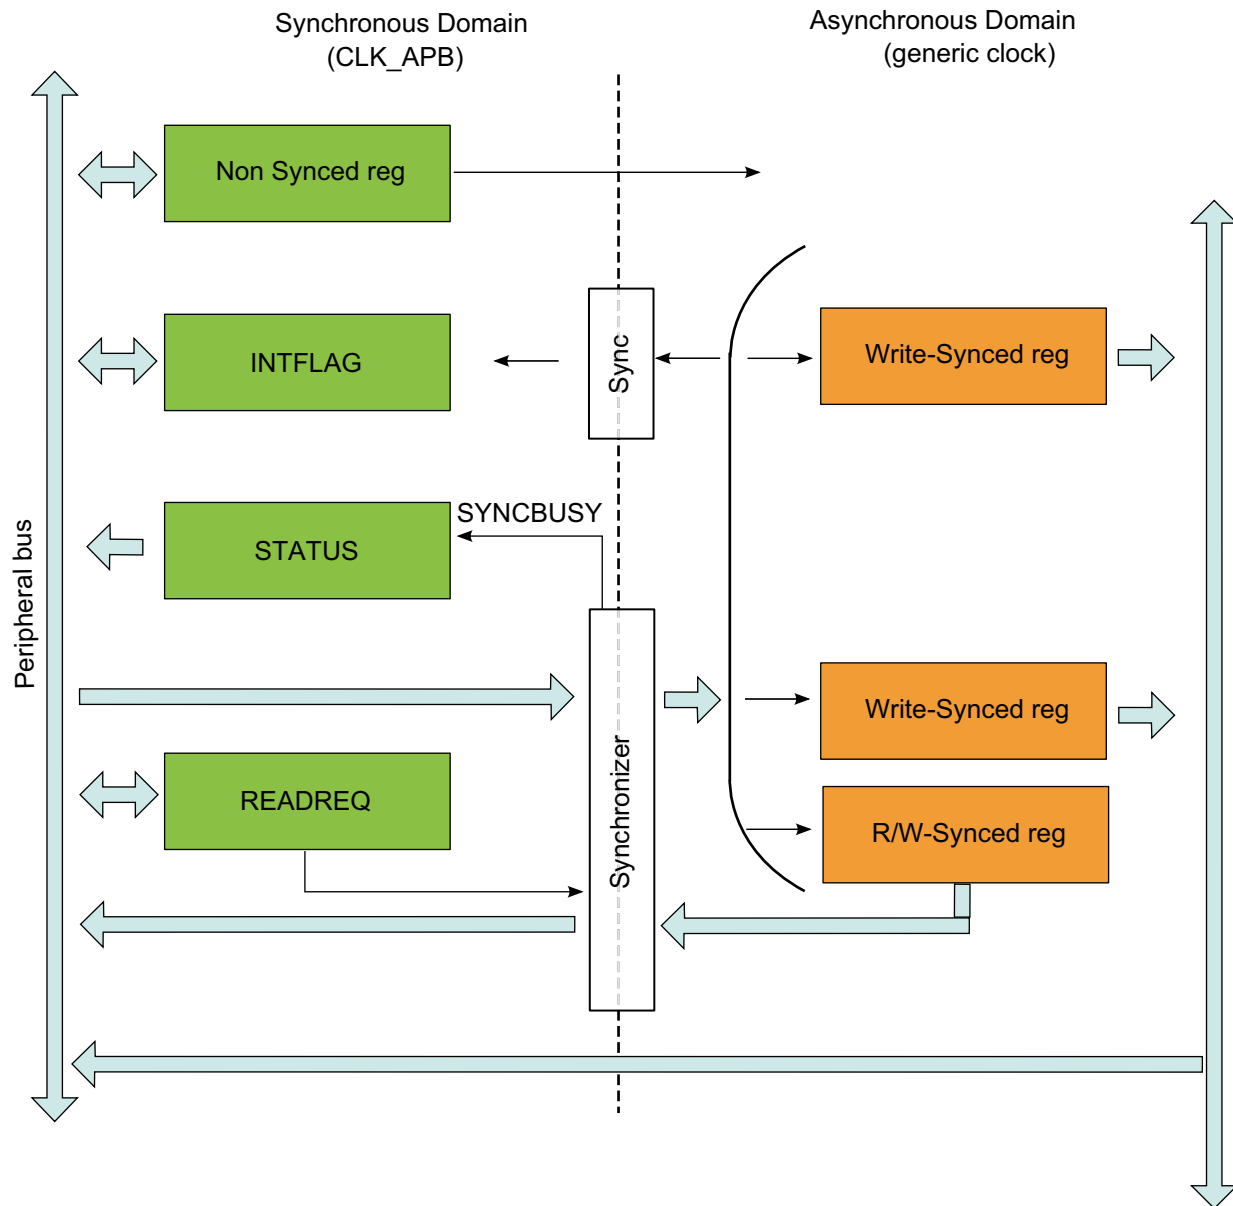 Synchronous Domain
(CLK_APB)
Asynchronous Domain
(generic clock)
Non Synced reg
INTFLAG
Sync
Write-Synced reg
SYNCBUSY
STATUS
Peripheral bus
Write-Synced reg
Synchronizer
READREQ
R/W-Synced reg